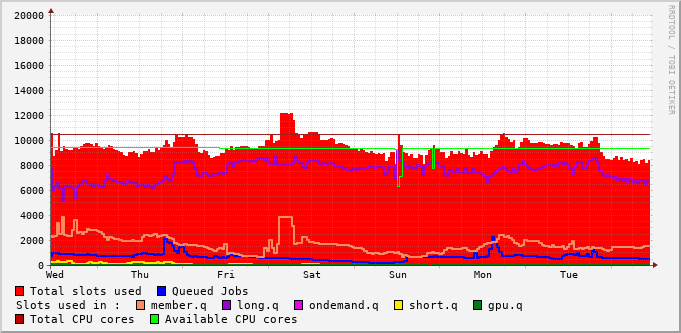 20000
18000
16000
14000
12000
10000
8000
6000
4000
2000
0
Wed Thu Fri Sat Sun Mon Tue
RRDTOOL / TOBI OETIKER
Total slots used Queued Jobs
Slots used in : member.q long.q ondemand.q short.q gpu.q
Total CPU cores Available CPU cores